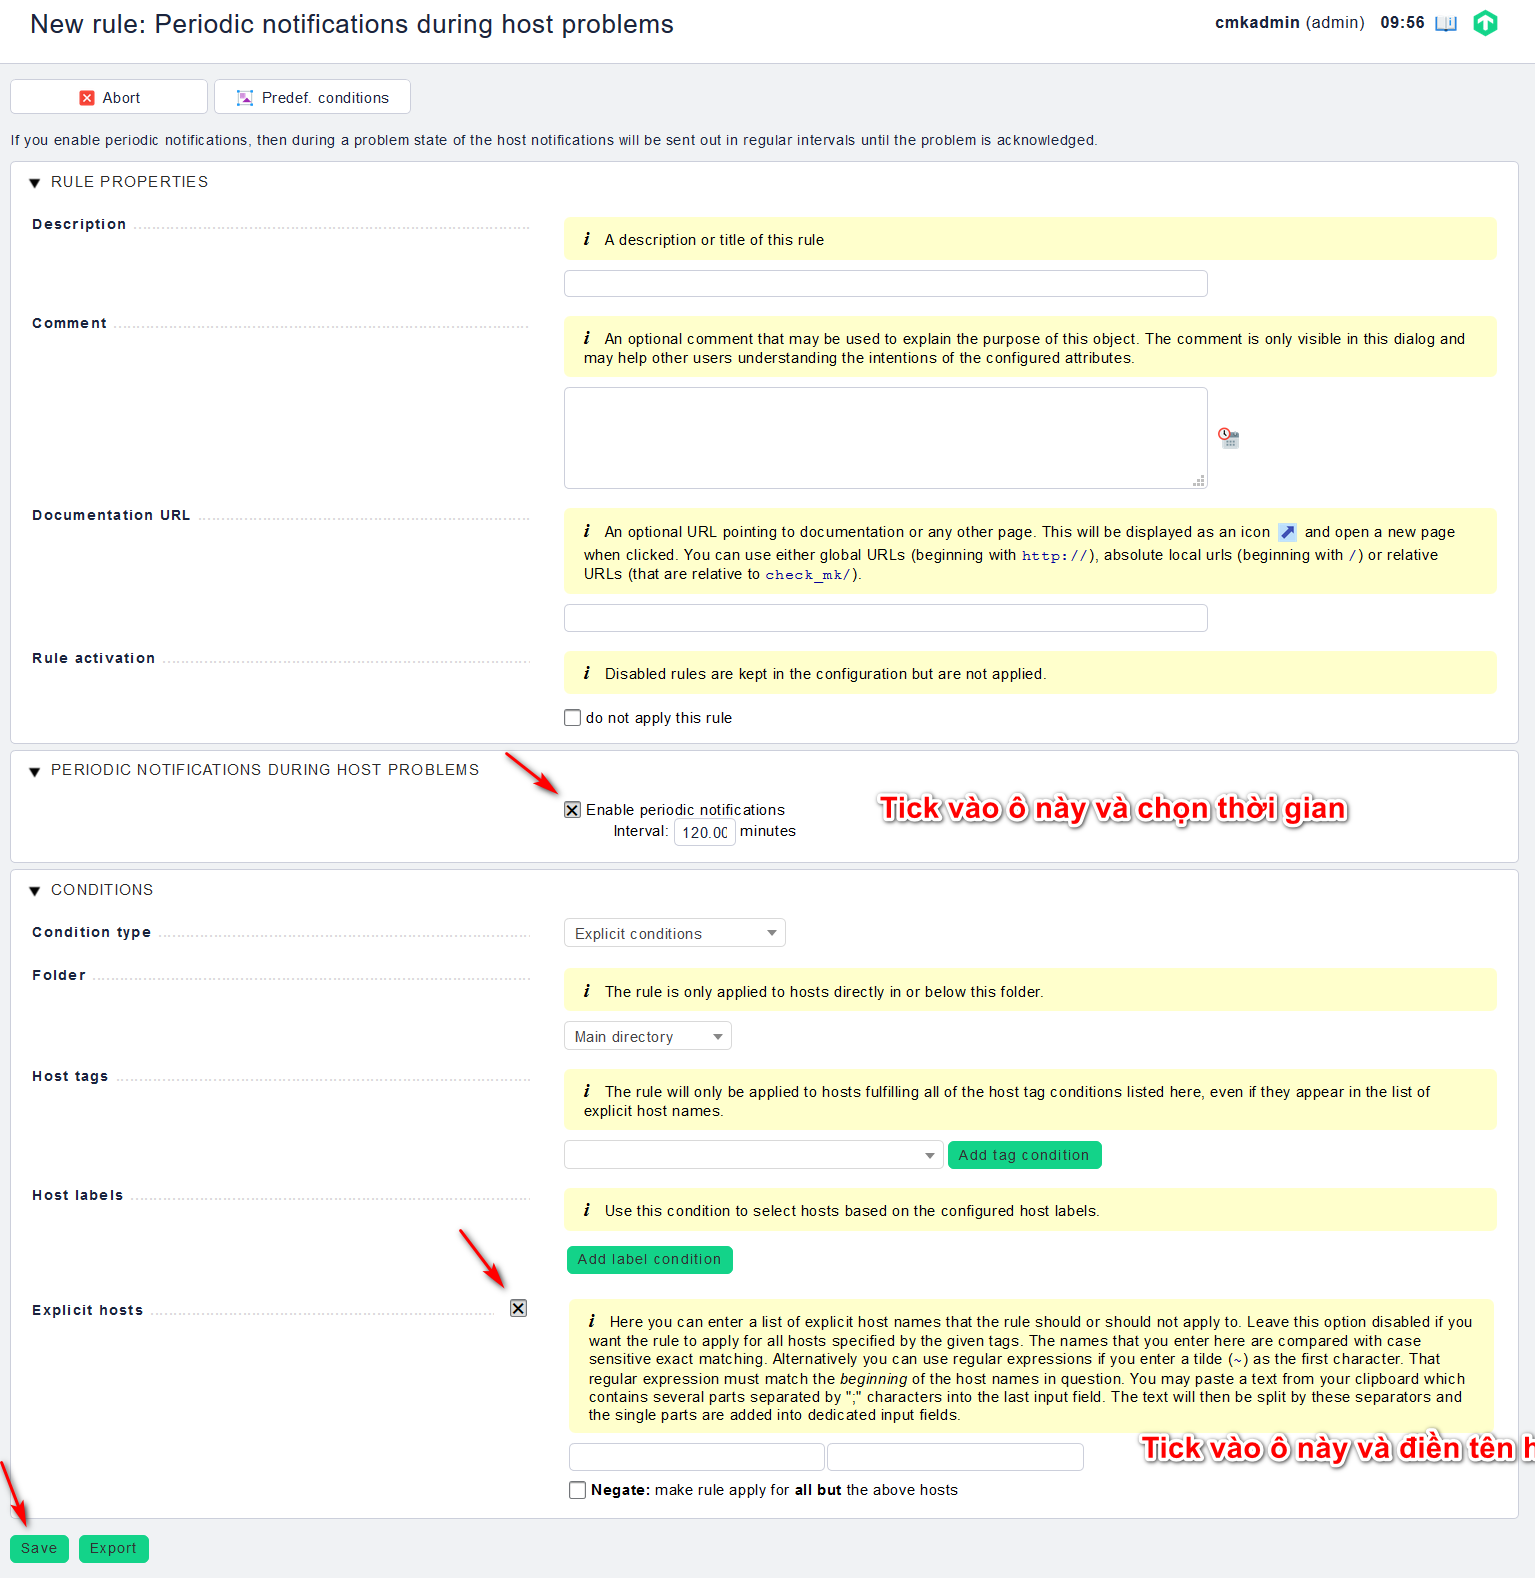 New rule: Periodic notifications during host problems
cmkadmin (admin) 09:56
Abort
Predef. conditions
If you enable periodic notifications, then during a problem state of the host notifications will be sent out in regular intervals until the problem is acknowledged.
RULE PROPERTIES
Description
i A description or title of this rule
Comment
i An optional comment that may be used to explain the purpose of this object. The comment is only visible in this dialog and
may help other users understanding the intentions of the configured attributes.
Documentation URL
i An optional URL pointing to documentation or any other page. This will be displayed as an icon and open a new page
when clicked. You can use either global URLs (beginning with http://), absolute local urls (beginning with /) or relative
URLs (that are relative to check_mk/).
Rule activation
i Disabled rules are kept in the configuration but are not applied.
do not apply this rule
PERIODIC NOTIFICATIONS DURING HOST PROBLEMS
Enable periodic notifications
Tick vào ô này và chọn thời gian
Interval: 120.00 minutes
CONDITIONS
Condition type
Explicit conditions
Folder
i The rule is only applied to hosts directly in or below this folder.
Main directory
Host tags
i The rule will only be applied to hosts fulfilling all of the host tag conditions listed here, even if they appear in the list of
explicit host names.
Add tag condition
Host labels
i Use this condition to select hosts based on the configured host labels.
Add label condition
Explicit hosts
i Here you can enter a list of explicit host names that the rule should or should not apply to. Leave this option disabled if you
want the rule to apply for all hosts specified by the given tags. The names that you enter here are compared with case
sensitive exact matching. Alternatively you can use regular expressions if you enter a tilde (~) as the first character. That
regular expression must match the beginning of the host names in question. You may paste a text from your clipboard which
contains several parts separated by ";" characters into the last input field. The text will then be split by these separators and
the single parts are added into dedicated input fields.
Tick vào ô này và điền tên h
Negate: make rule apply for all but the above hosts
Save
Export